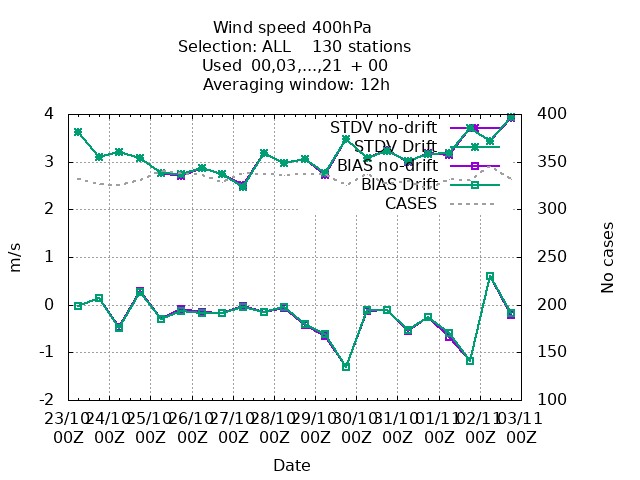 Wind speed 400hPa
Selection: ALL    130 stations
Used 00,03,...,21 + 00
Averaging window: 12h
STDV no-drift
STDV Drift
BIAS no-drift
BIAS Drift
CASES
4
3
2
1
0
-1
-2
400
350
300
250
200
150
100
m/s
No cases
23/10 24/10 25/10 26/10 27/10 28/10 29/10 30/10 31/10 01/11 02/11 03/11
00Z 00Z 00Z 00Z 00Z 00Z 00Z 00Z 00Z 00Z 00Z 00Z
Date